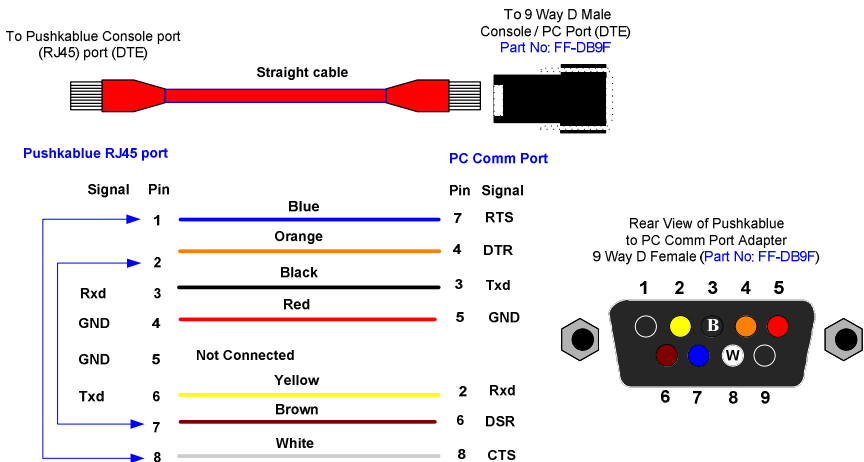 To Pushkablue Console port
(RJ45) port (DTE)
Straight cable
To 9 Way D Male
Console / PC Port (DTE)
Part No: FF-DB9F
Pushkablue RJ45 port
PC Comm Port
Signal Pin
Pin Signal
1 Blue 7 RTS
Orange 4 DTR
2
Black
Rxd 3 3 Txd
Red
GND 4 5 GND
GND 5 Not Connected
Yellow
Txd 6 2 Rxd
Brown
7 6 DSR
White
8 8 CTS
Rear View of Pushkablue
to PC Comm Port Adapter
9 Way D Female (Part No: FF-DB9F)
1 2 3 4 5
B
W
6 7 8 9